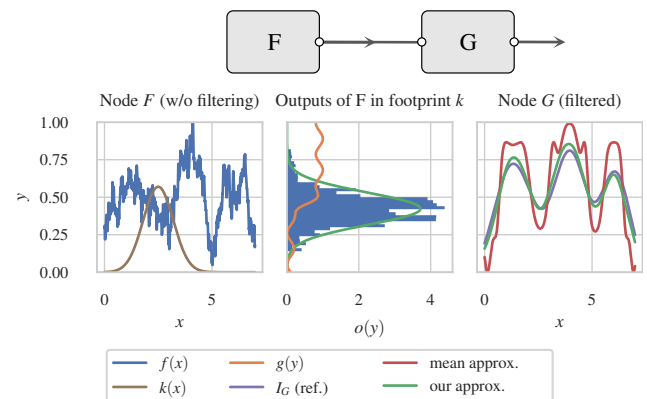 F
G
Node F (w/o filtering)
Outputs of F in footprint k
Node G (filtered)
y
1.00
0.75
0.50
0.25
0.00
0
5
x
0
2
4
o(y)
0
5
x
f(x)
g(y)
mean approx.
k(x)
I_G (ref.)
our approx.